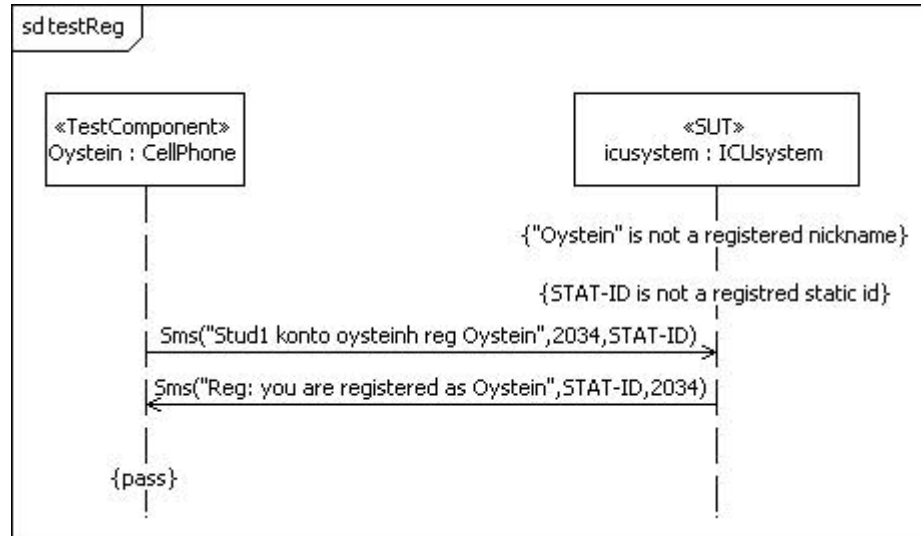 sd testReg
«TestComponent»
Oystein : CellPhone
«SUT»
icusystem : ICUsystem
{"Oystein" is not a registered nickname}
{STAT-ID is not a registred static id}
Sms("Stud1 konto oysteinh reg Oystein",2034,STAT-ID)
Sms("Reg: you are registered as Oystein",STAT-ID,2034)
{pass}